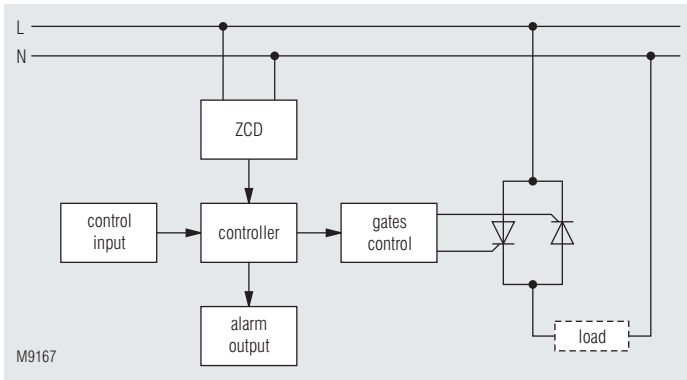 L
N
ZCD
control
input
controller
gates
control
alarm
output
load
M9167